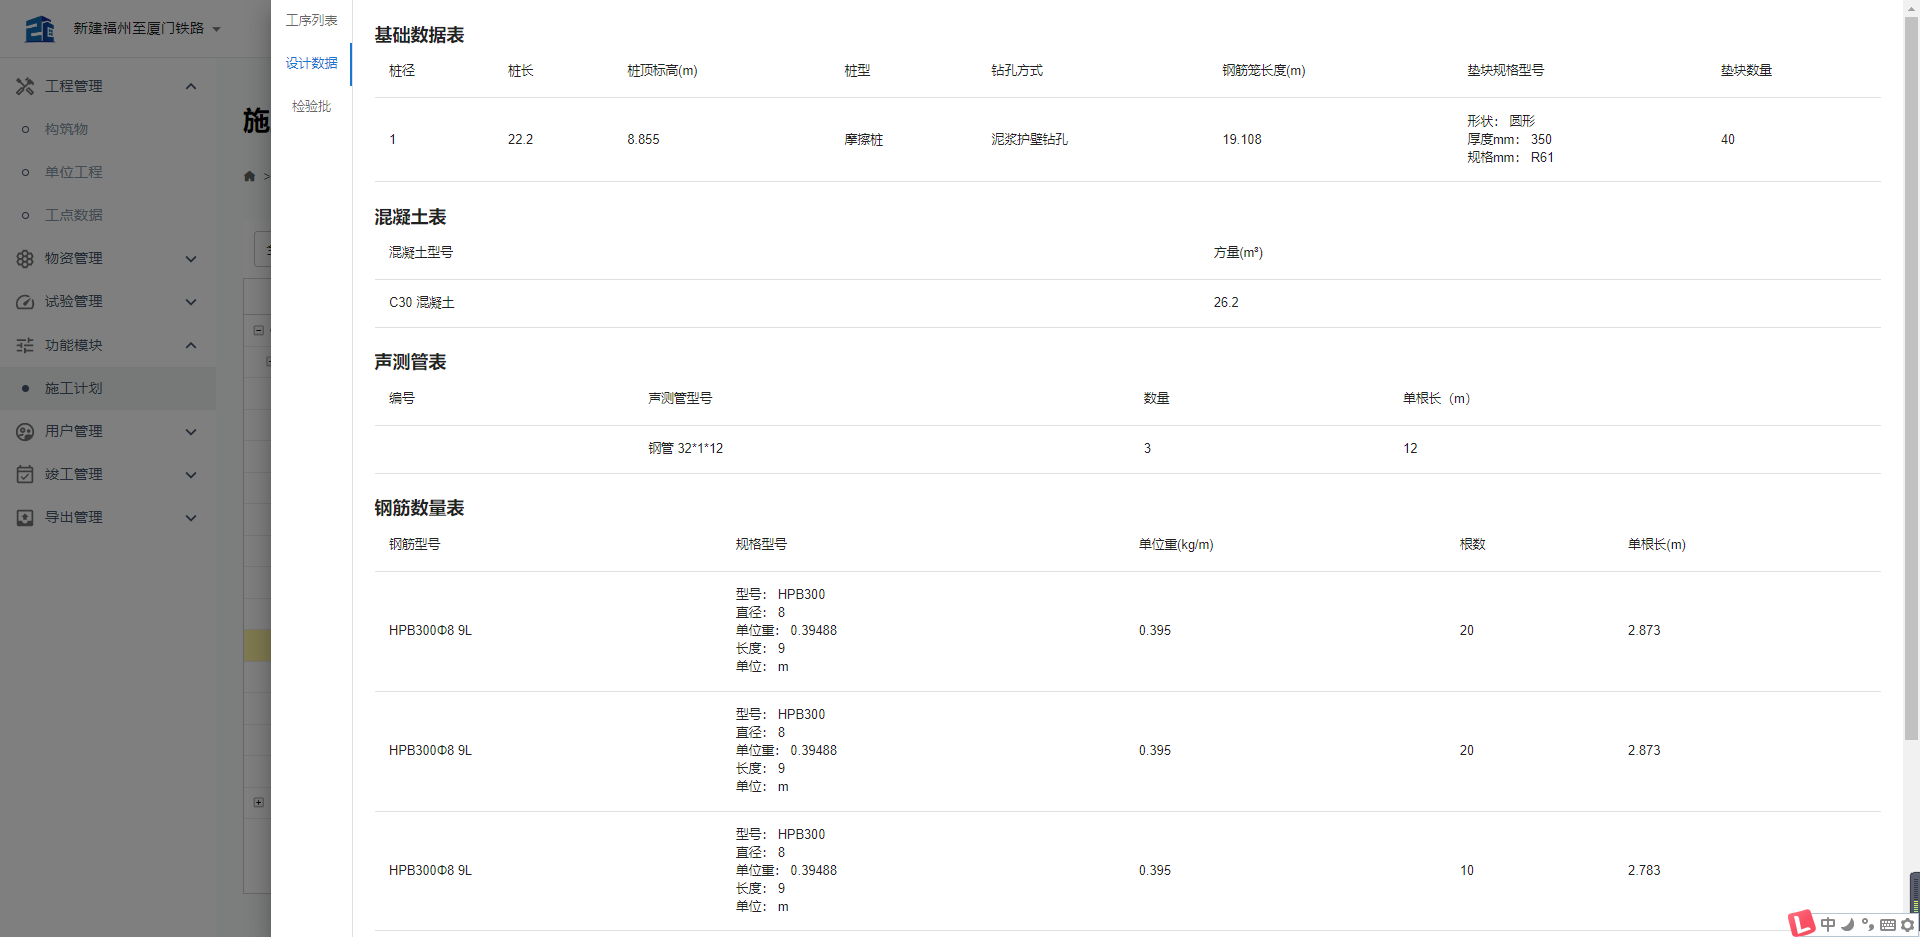 新建福州至厦门铁路
工程管理
构筑物
单位工程
工点数据
物资管理
试验管理
功能模块
施工计划
用户管理
竣工管理
导出管理
施
>
工序列表
设计数据
检验批
基础数据表
桩径 桩长 桩顶标高(m) 桩型 钻孔方式 钢筋笼长度(m) 垫块规格型号 垫块数量
1 22.2 8.855 摩擦桩 泥浆护壁钻孔 19.108 形状： 圆形 40
厚度mm： 350
规格mm： R61
混凝土表
混凝土型号 方量(m³)
C30 混凝土 26.2
声测管表
编号 声测管型号 数量 单根长（m）
钢管 32*1*12 3 12
钢筋数量表
钢筋型号 规格型号 单位重(kg/m) 根数 单根长(m)
型号： HPB300
直径： 8
HPB300Φ8 9L 单位重： 0.39488 0.395 20 2.873
长度： 9
单位： m
型号： HPB300
直径： 8
HPB300Φ8 9L 单位重： 0.39488 0.395 20 2.873
长度： 9
单位： m
型号： HPB300
直径： 8
HPB300Φ8 9L 单位重： 0.39488 0.395 10 2.783
长度： 9
单位： m
中